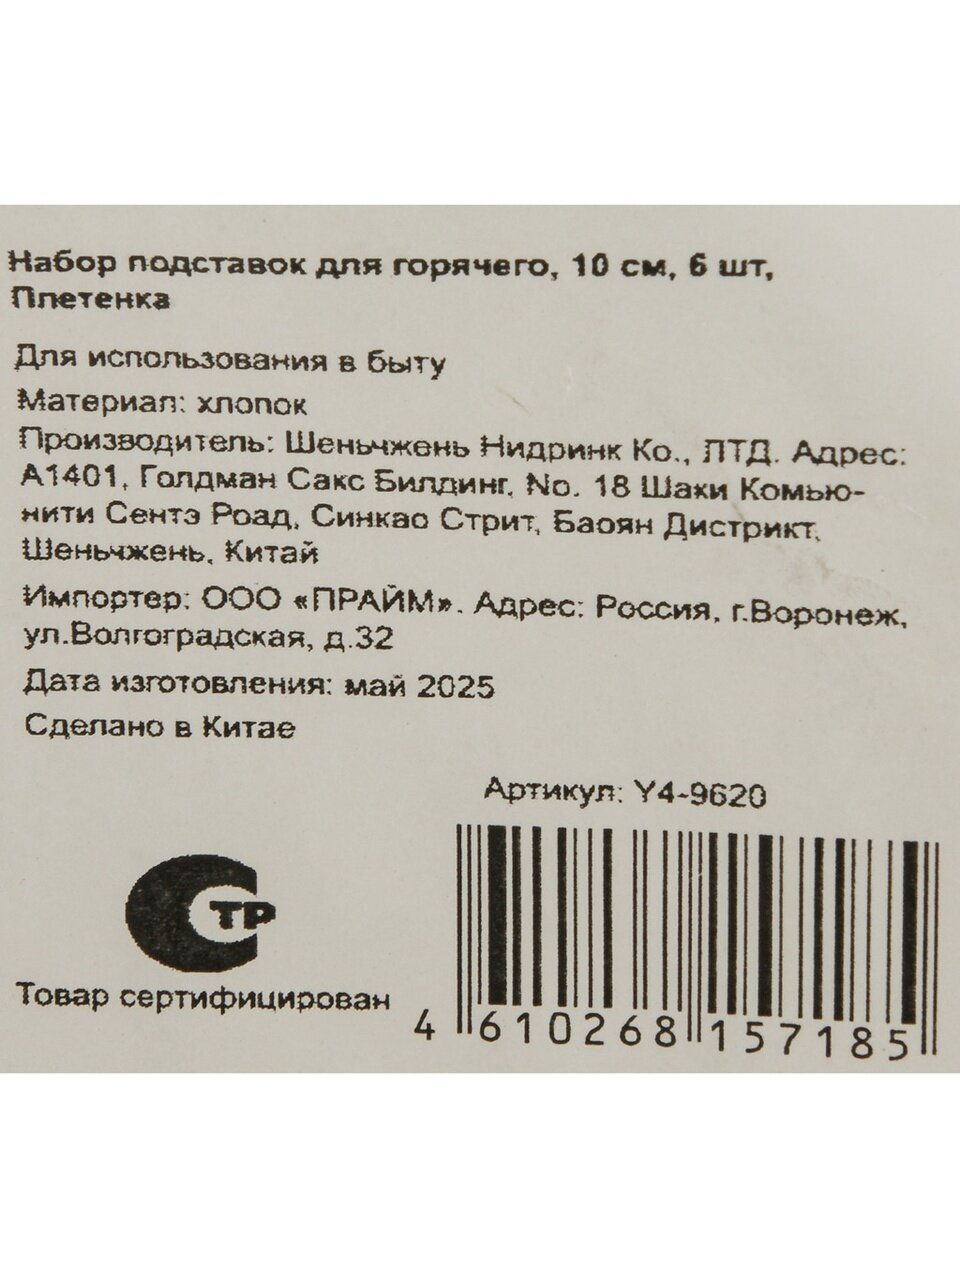 Набор подставок для горячего, 10 см, 6 шт,
Плетенка
Для использования в быту
Материал: хлопок
Производитель: Шеньчжень Нидринк Ко., ЛТД. Адрес:
А1401, Голдман Сакс Билдинг, No. 18 Шаки Комью-
нити Сентэ Роад, Синкао Стрит, Баоян Дистрикт,
Шеньчжень, Китай
Импортер: ООО «ПРАЙМ». Адрес: Россия, г.Воронеж,
ул.Волгоградская, д.32
Дата изготовления: май 2025
Сделано в Китае
Артикул: Y4-9620
СТР
Товар сертифицирован
4 610268 157185